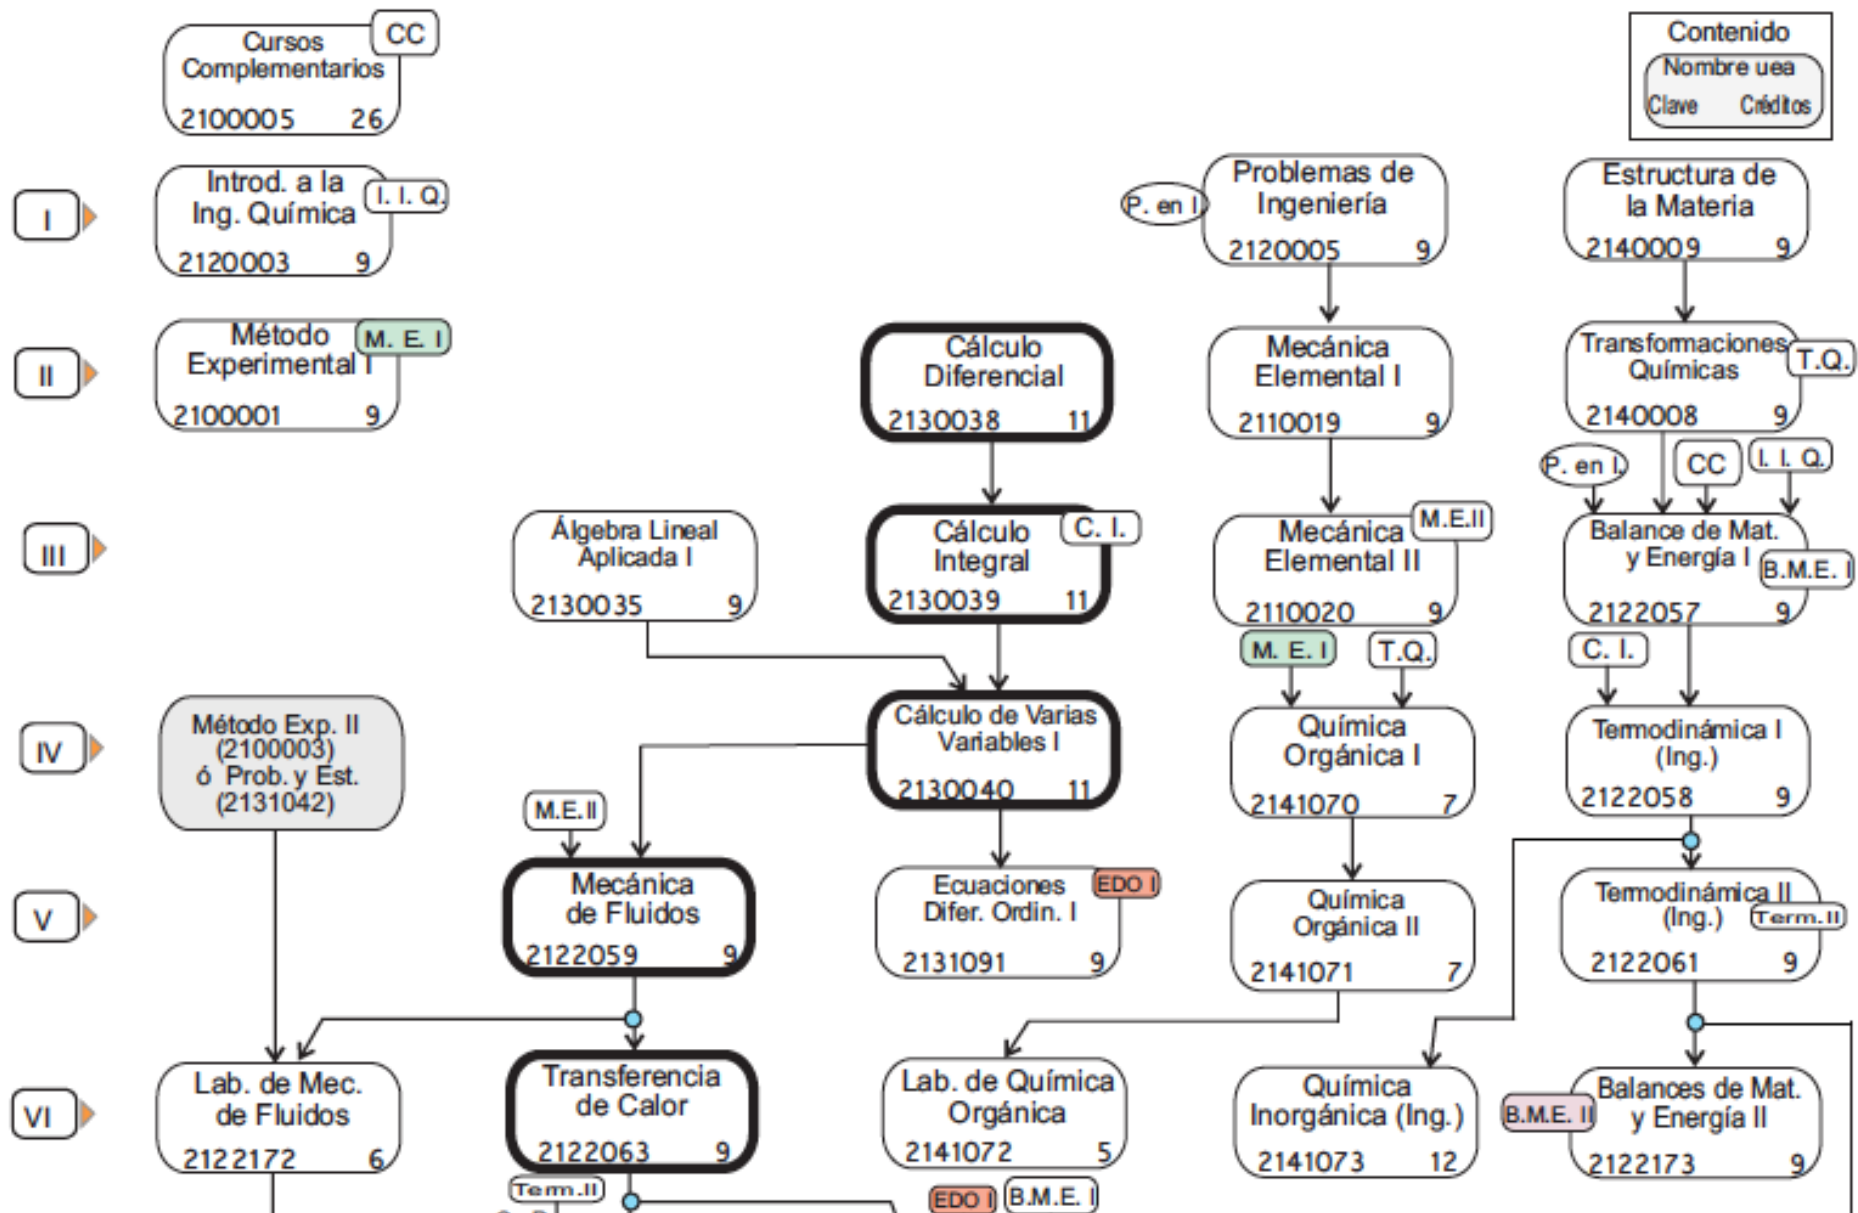 Cursos
Complementarios
CC
2100005 26
Contenido
Nombre uea
Clave Créditos
I
Introd. a la
Ing. Química
I. I. Q.
2120003 9
P. en I.
Problemas de
Ingeniería
2120005 9
Estructura de
la Materia
2140009 9
II
Método
Experimental I
M. E. I
2100001 9
Cálculo
Diferencial
2130038 11
Mecánica
Elemental I
2110019 9
Transformaciones
Químicas
T.Q.
2140008 9
P. en I.
CC
I. I. Q.
III
Álgebra Lineal
Aplicada I
2130035 9
Cálculo
Integral
C. I.
2130039 11
Mecánica
Elemental II
M.E.II
2110020 9
Balance de Mat.
y Energía I
B.M.E. I
2122057 9
M. E. I
T.Q.
C. I.
IV
Método Exp. II
(2100003)
ó Prob. y Est.
(2131042)
Cálculo de Varias
Variables I
2130040 11
Química
Orgánica I
2141070 7
Termodinámica I
(Ing.)
2122058 9
M.E.II
V
Mecánica
de Fluidos
2122059 9
Ecuaciones
Difer. Ordin. I
EDO I
2131091 9
Química
Orgánica II
2141071 7
Termodinámica II
(Ing.)
Term.II
2122061 9
VI
Lab. de Mec.
de Fluidos
2122172 6
Transferencia
de Calor
2122063 9
Lab. de Química
Orgánica
2141072 5
Química
Inorgánica (Ing.)
2141073 12
B.M.E. II
Balances de Mat.
y Energía II
2122173 9
Term.II
EDO I
B.M.E. I